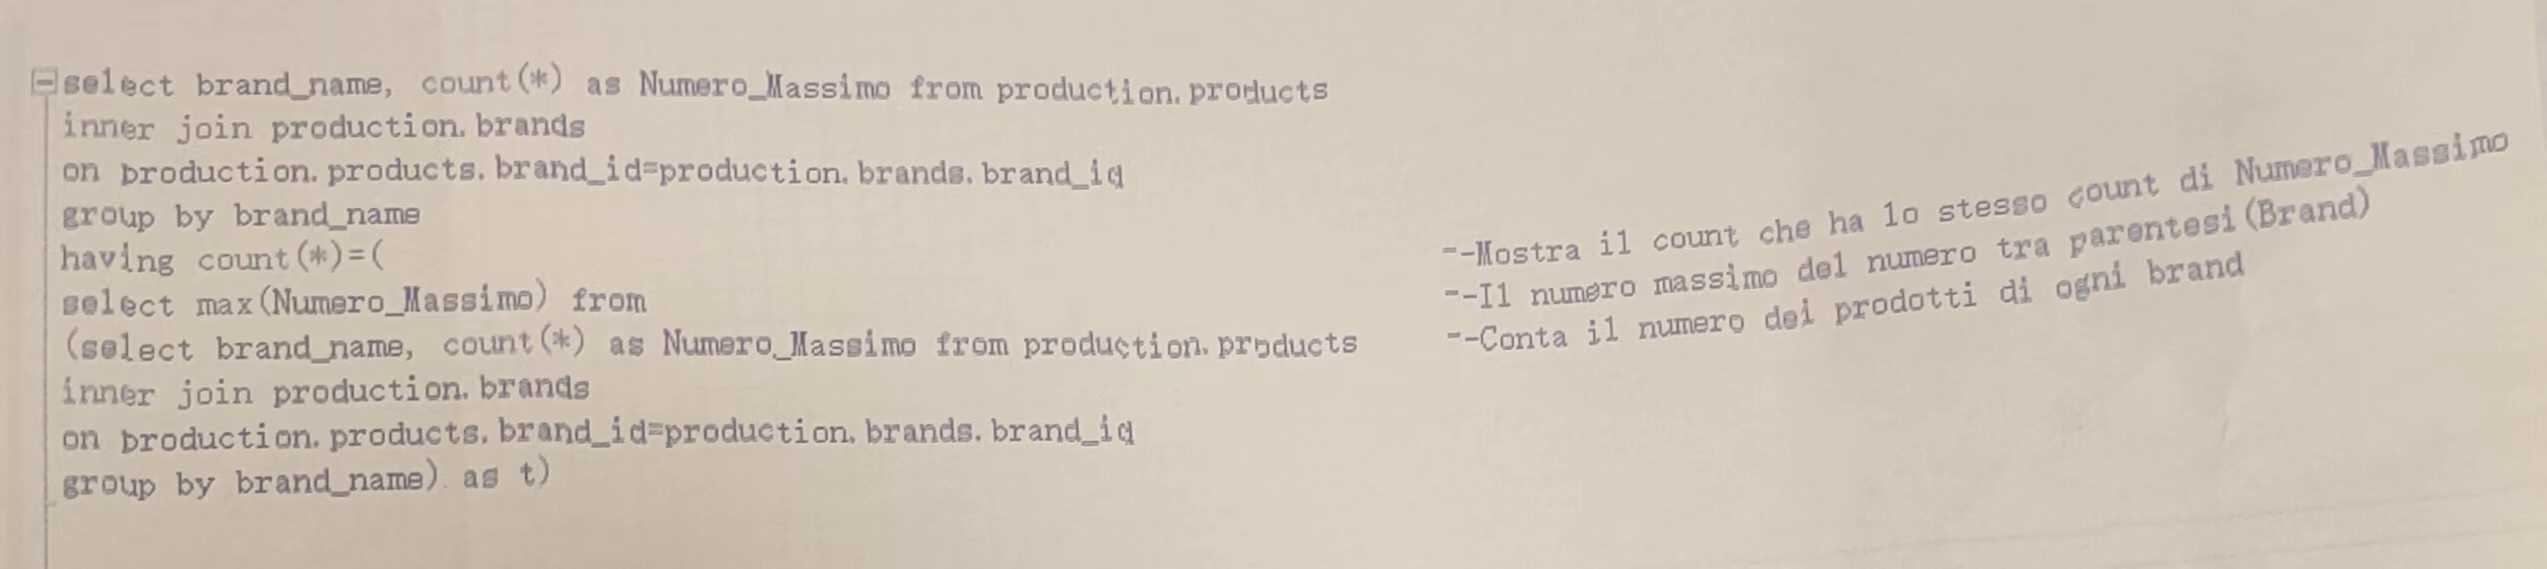 select brand_name, count(*) as Numero_Massimo from production.products
inner join production.brands
on production.products.brand_id=production.brands.brand_id
group by brand_name
having count(*)=( --Mostra il count che ha lo stesso count di Numero_Massimo
select max(Numero_Massimo) from --Il numero massimo del numero tra parentesi(Brand)
(select brand_name, count(*) as Numero_Massimo from production.products --Conta il numero dei prodotti di ogni brand
inner join production.brands
on production.products.brand_id=production.brands.brand_id
group by brand_name) as t)